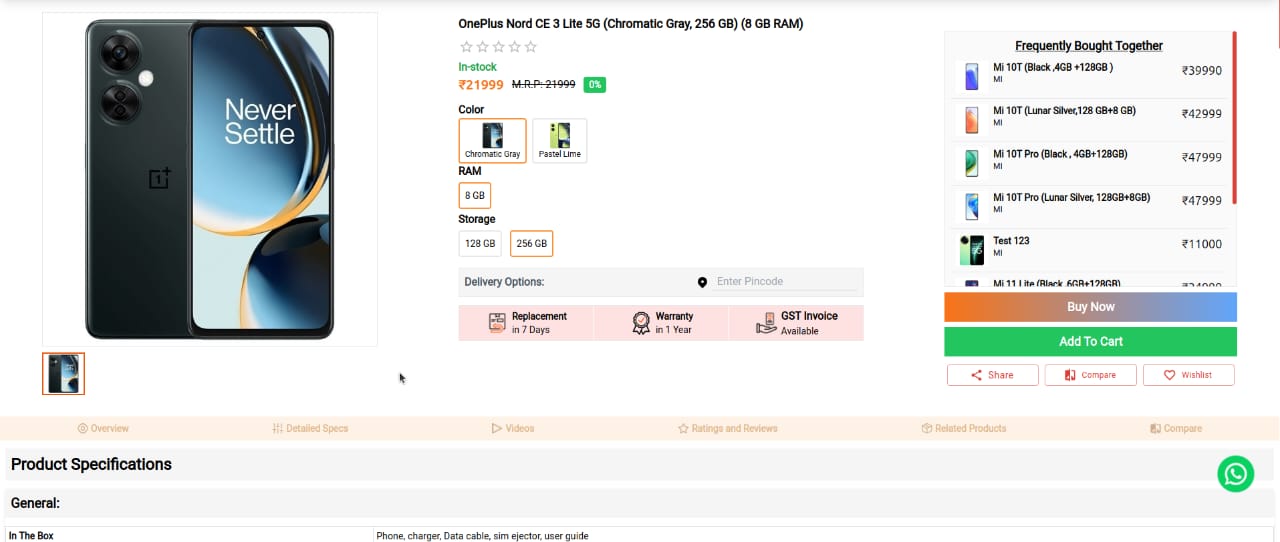 OnePlus Nord CE 3 Lite 5G (Chromatic Gray, 256 GB) (8 GB RAM)
In-stock
₹21999 M.R.P: 21999 0%
Color
Chromatic Gray
Pastel Lime
RAM
8 GB
Storage
128 GB
256 GB
Delivery Options:
Enter Pincode
Replacement
in 7 Days
Warranty
in 1 Year
GST Invoice
Available
Never
Settle
Frequently Bought Together
Mi 10T (Black ,4GB +128GB )
MI
₹39990
Mi 10T (Lunar Silver,128 GB+8 GB)
MI
₹42999
Mi 10T Pro (Black , 4GB+128GB)
MI
₹47999
Mi 10T Pro (Lunar Silver, 128GB+8GB)
MI
₹47999
Test 123
MI
₹11000
Mi 11 Lite (Black ,6GB+128GB)
Buy Now
Add To Cart
Share
Compare
Wishlist
Overview
Detailed Specs
Videos
Ratings and Reviews
Related Products
Compare
Product Specifications
General:
In The Box
Phone, charger, Data cable, sim ejector, user guide